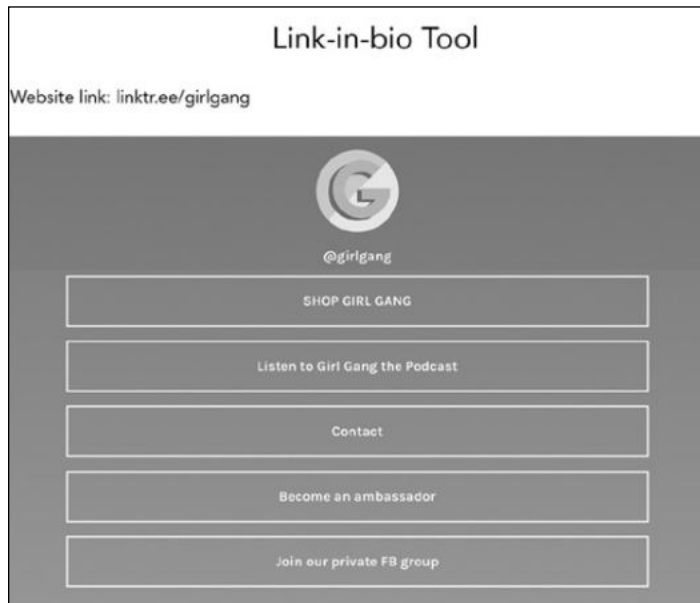 Link-in-bio Tool
Website link: linktr.ee/girlgang
G
@girlgang
SHOP GIRL GANG
Listen to Girl Gang the Podcast
Contact
Become an ambassador
Join our private FB group